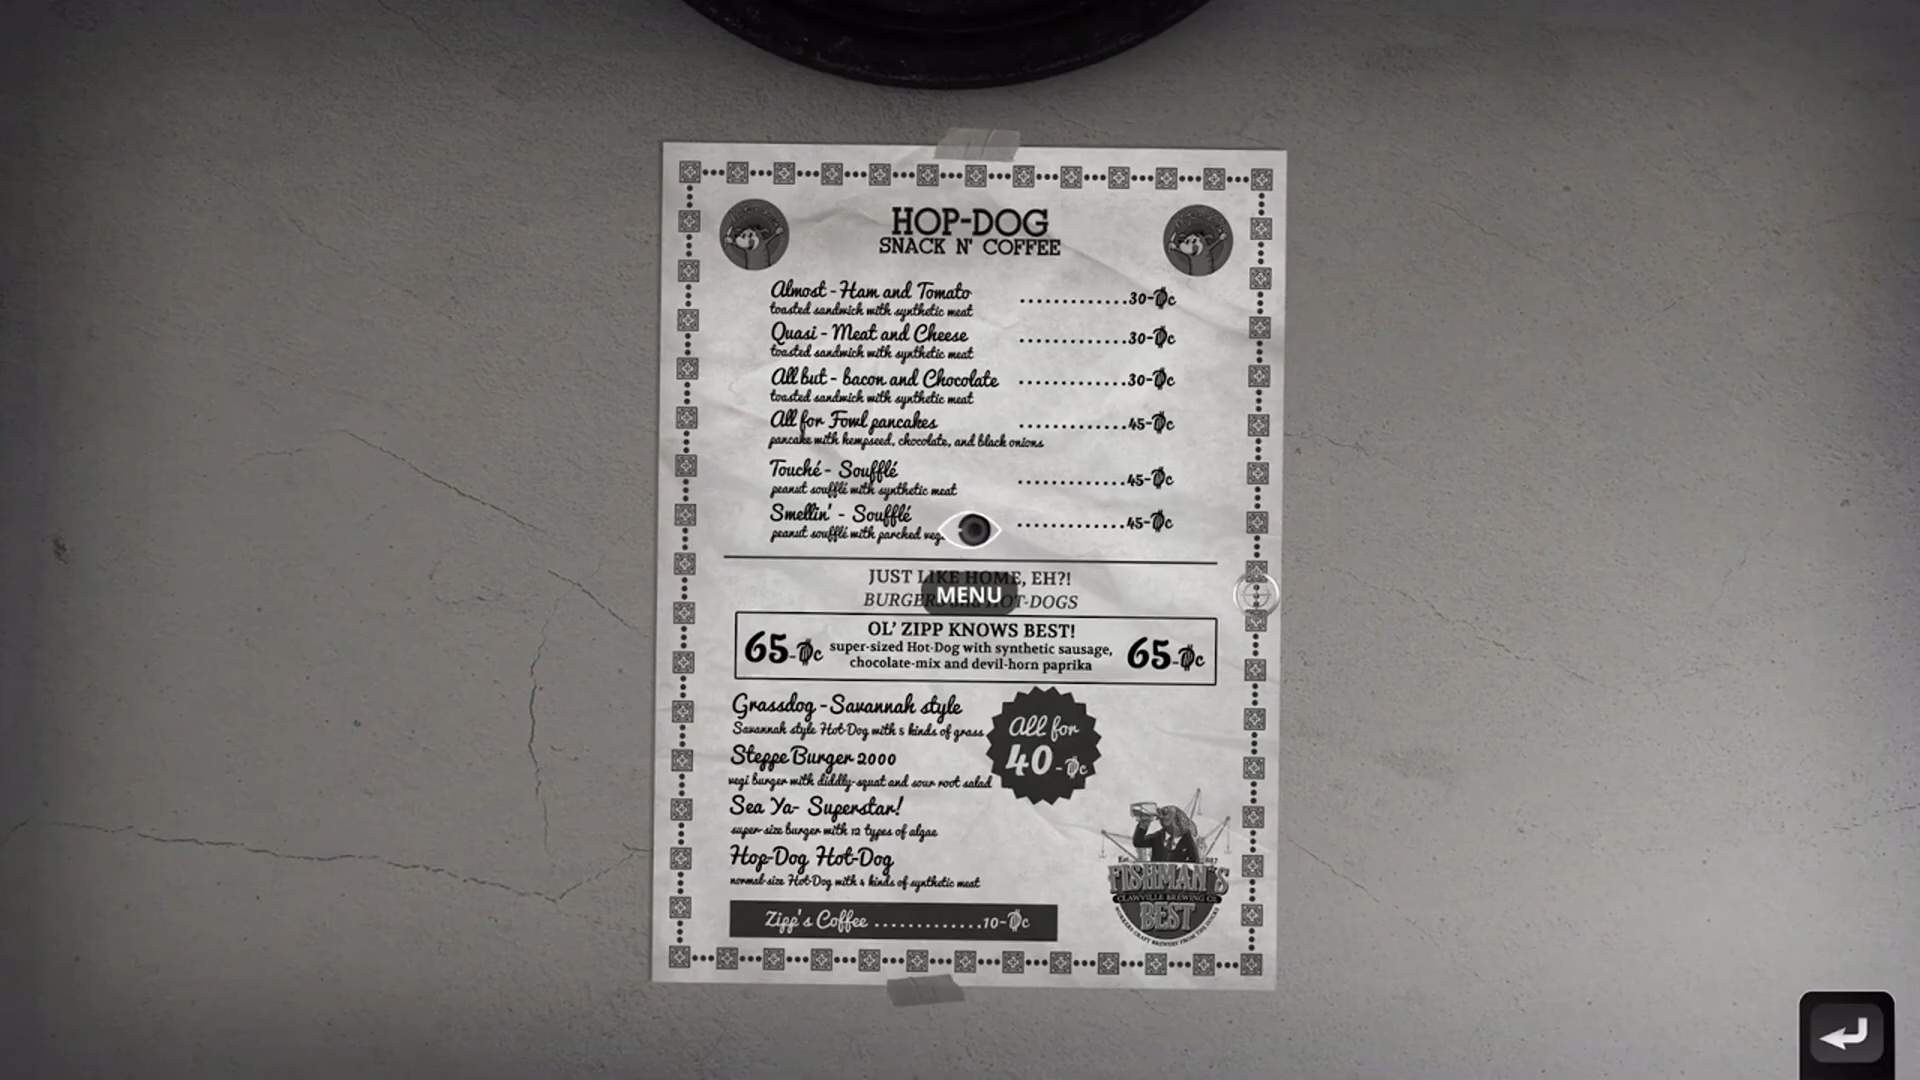 HOP-DOG
SNACK N' COFFEE
Almost - Ham and Tomato ............30-
toasted sandwich with synthetic meat
Quasi - Meat and Cheese ............30-
toasted sandwich with synthetic meat
All but - bacon and Chocolate ............30-
toasted sandwich with synthetic meat
All for Fowl pancakes ............45-
pancake with hempseed, chocolate, and black onions
Touché - Soufflé ............45-
peanut soufflé with synthetic meat
Smellin' - Soufflé ............45-
peanut soufflé with parched
JUST LIKE HOME, EH?!
MENU
BURGERS and HOT-DOGS
OL' ZIPP KNOWS BEST!
65- super-sized Hot-Dog with synthetic sausage, 65-
chocolate-mix and devil-horn paprika
Grassdog - Savannah style
Savannah style Hot-Dog with 5 kinds of grass
All for
40-
Steppe Burger 2000
vegi burger with diddly-squat and sour root salad
Sea Ya- Superstar!
super-size burger with 12 types of algae
Hop-Dog Hot-Dog
normal-size Hot-Dog with 4 kinds of synthetic meat
FISHMAN'S
CLAWVILLE BREWING CO.
BEST
Zipp's Coffee .............10-